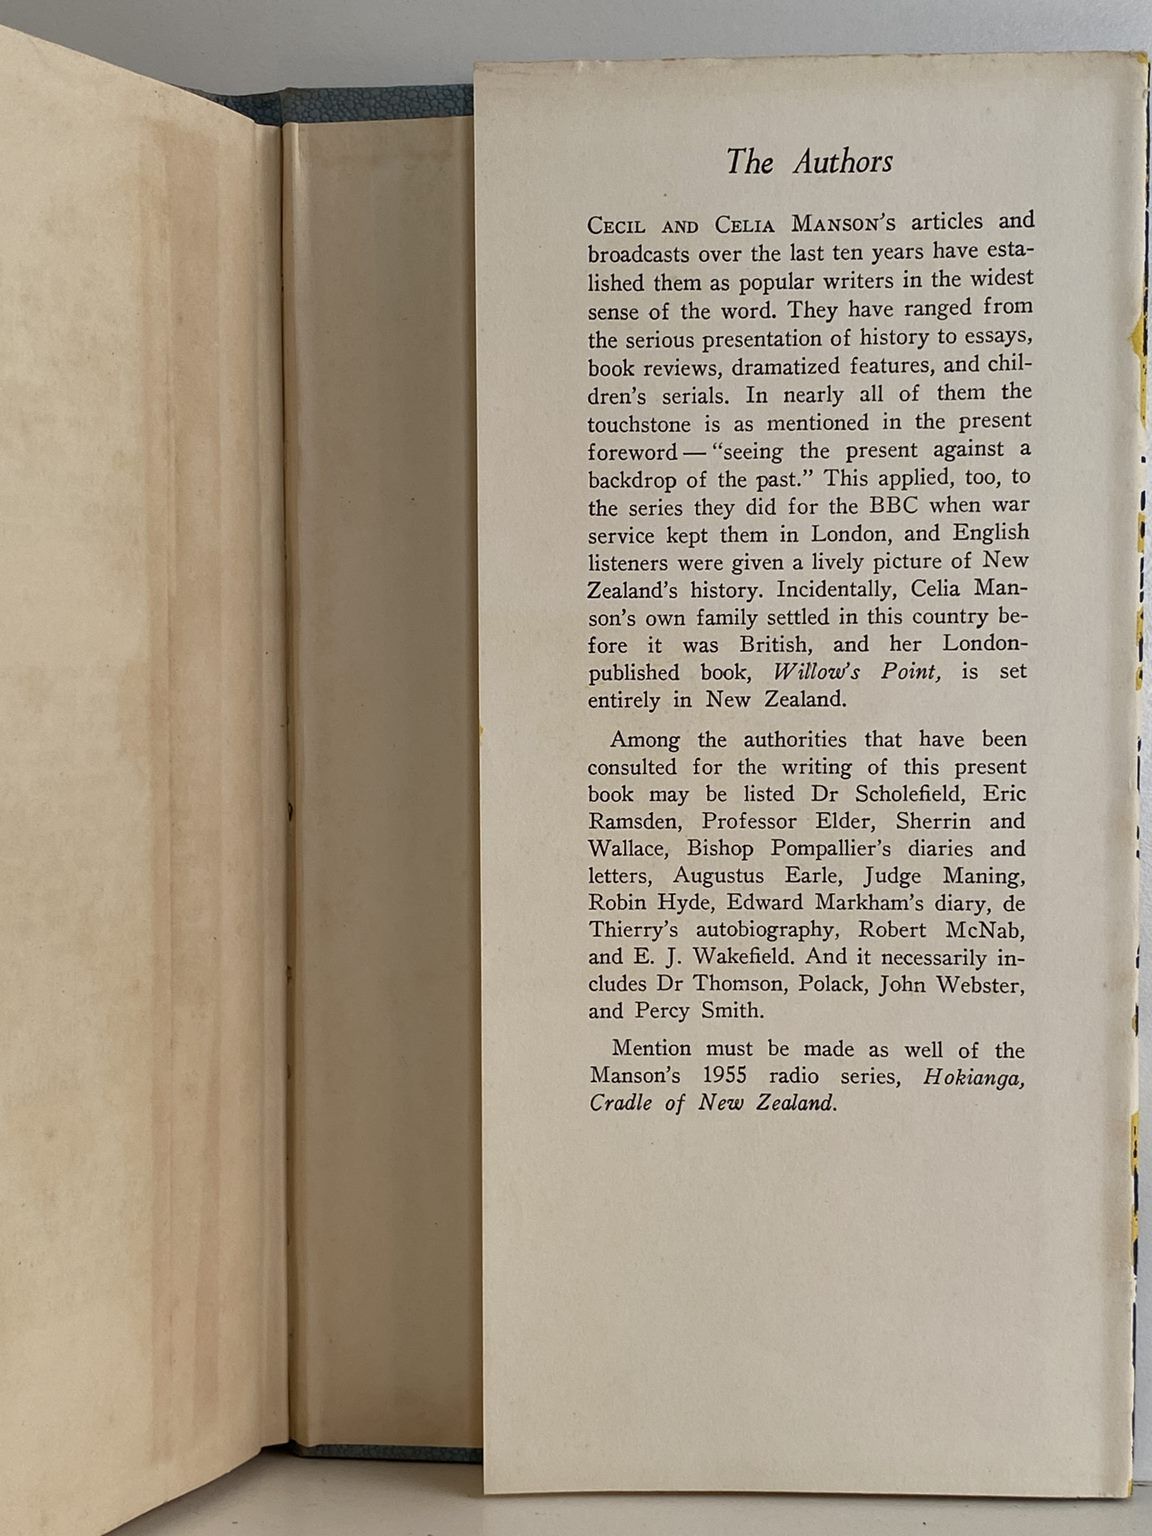 The Authors
CECIL AND CELIA MANSON'S articles and
broadcasts over the last ten years have esta-
lished them as popular writers in the widest
sense of the word. They have ranged from
the serious presentation of history to essays,
book reviews, dramatized features, and chil-
dren's serials. In nearly all of them the
touchstone is as mentioned in the present
foreword — "seeing the present against a
backdrop of the past." This applied, too, to
the series they did for the BBC when war
service kept them in London, and English
listeners were given a lively picture of New
Zealand's history. Incidentally, Celia Man-
son's own family settled in this country be-
fore it was British, and her London-
published book, Willow's Point, is set
entirely in New Zealand.
Among the authorities that have been
consulted for the writing of this present
book may be listed Dr Scholefield, Eric
Ramsden, Professor Elder, Sherrin and
Wallace, Bishop Pompallier's diaries and
letters, Augustus Earle, Judge Maning,
Robin Hyde, Edward Markham's diary, de
Thierry's autobiography, Robert McNab,
and E. J. Wakefield. And it necessarily in-
cludes Dr Thomson, Polack, John Webster,
and Percy Smith.
Mention must be made as well of the
Manson's 1955 radio series, Hokianga,
Cradle of New Zealand.